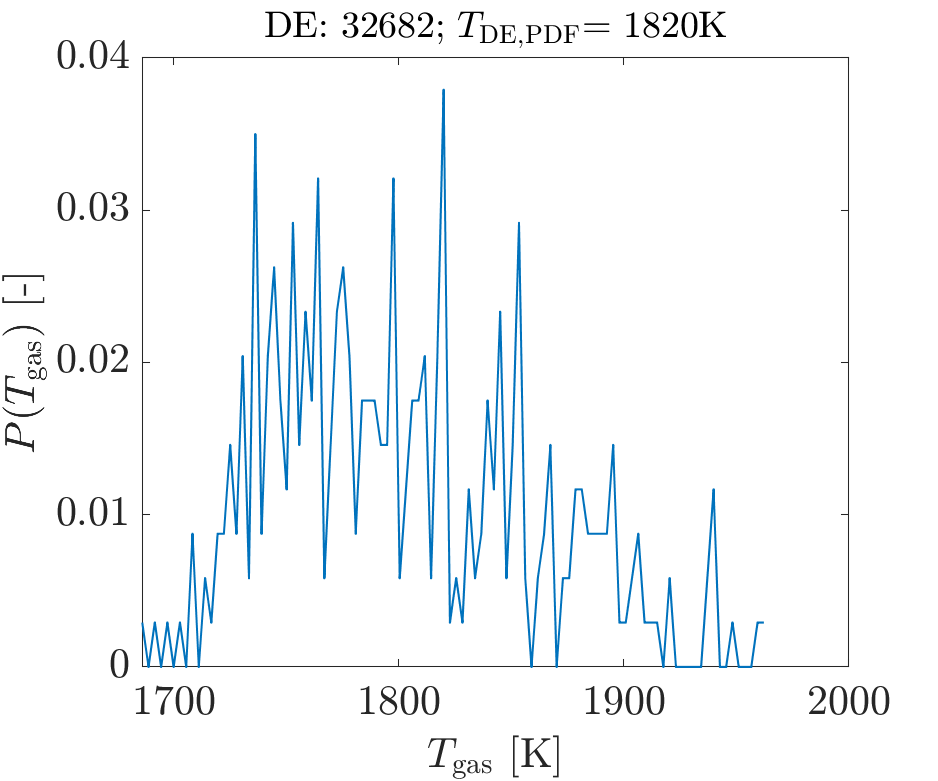 DE: 32682; T_DE,PDF= 1820K
0.04
0.03
0.02
0.01
0
P(T_gas) [-]
1700 1800 1900 2000
T_gas [K]